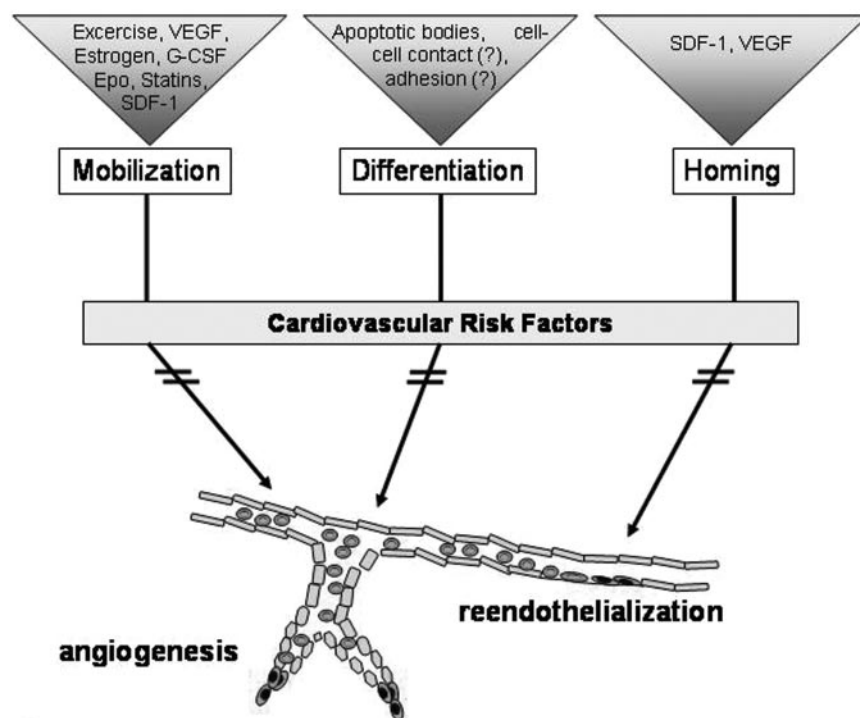 Excercise, VEGF,
Estrogen, G-CSF
Epo, Statins,
SDF-1
Apoptotic bodies, cell-
cell contact (?),
adhesion (?)
SDF-1, VEGF
Mobilization
Differentiation
Homing
Cardiovascular Risk Factors
reendothelialization
angiogenesis